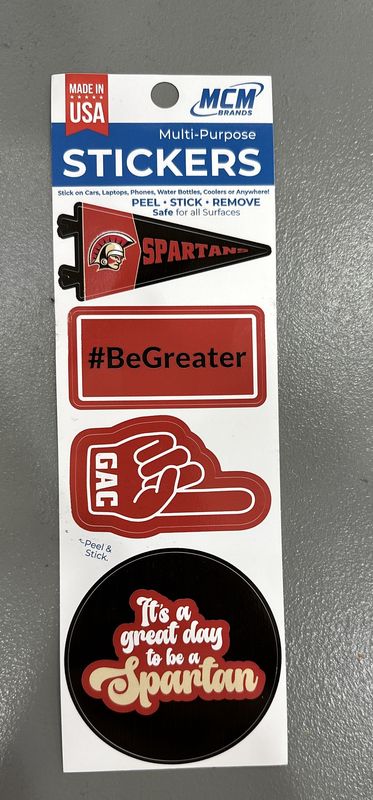 MADE IN
USA
MCM
BRANDS
Multi-Purpose
STICKERS
Stick on Cars, Laptops, Phones, Water Bottles, Coolers or Anywhere!
PEEL • STICK • REMOVE
Safe for all Surfaces
SPARTANS
#BeGreater
GAC
Peel &
Stick.
It's a
great day
to be a
Spartan